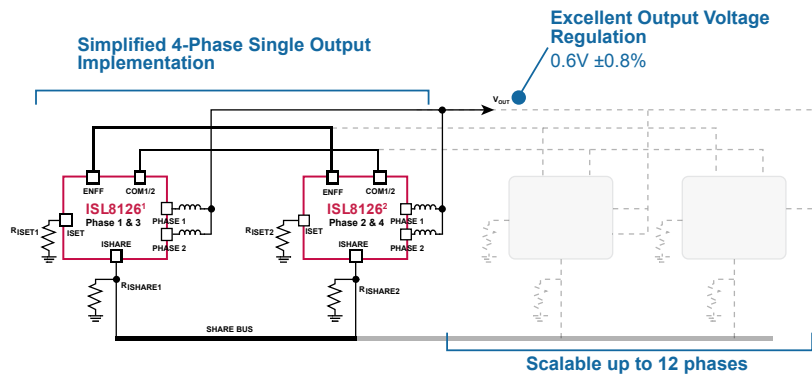 Simplified 4-Phase Single Output
Implementation
Excellent Output Voltage
Regulation
0.6V ±0.8%
VOUT
ENFF
COM1/2
ISL8126¹
Phase 1 & 3
PHASE 1
PHASE 2
RISET1
ISET
ISHARE
RISHARE1
ENFF
COM1/2
ISL8126²
Phase 2 & 4
PHASE 1
PHASE 2
RISET2
ISET
ISHARE
RISHARE2
SHARE BUS
Scalable up to 12 phases